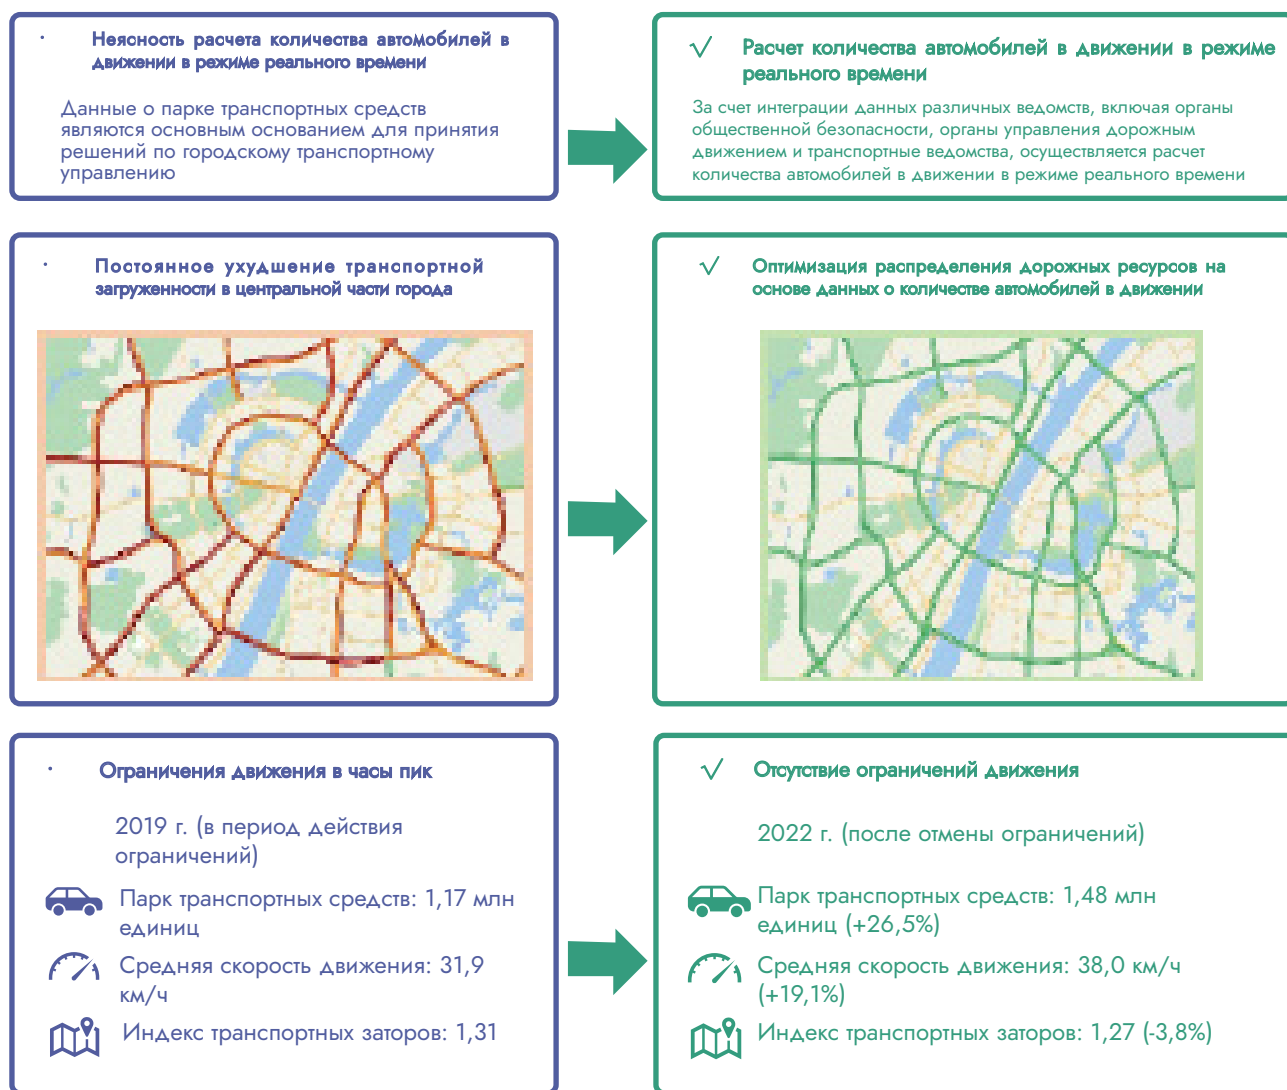 Неясность расчета количества автомобилей в
движении в режиме реального времени
Данные о парке транспортных средств
являются основным основанием для принятия
решений по городскому транспортному
управлению
√ Расчет количества автомобилей в движении в режиме
реального времени
За счет интеграции данных различных ведомств, включая органы
общественной безопасности, органы управления дорожным
движением и транспортные ведомства, осуществляется расчет
количества автомобилей в движении в режиме реального времени
Постоянное ухудшение транспортной
загруженности в центральной части города
√ Оптимизация распределения дорожных ресурсов на
основе данных о количестве автомобилей в движении
Ограничения движения в часы пик
2019 г. (в период действия
ограничений)
Парк транспортных средств: 1,17 млн
единиц
Средняя скорость движения: 31,9
км/ч
Индекс транспортных заторов: 1,31
√ Отсутствие ограничений движения
2022 г. (после отмены ограничений)
Парк транспортных средств: 1,48 млн
единиц (+26,5%)
Средняя скорость движения: 38,0 км/ч
(+19,1%)
Индекс транспортных заторов: 1,27 (-3,8%)